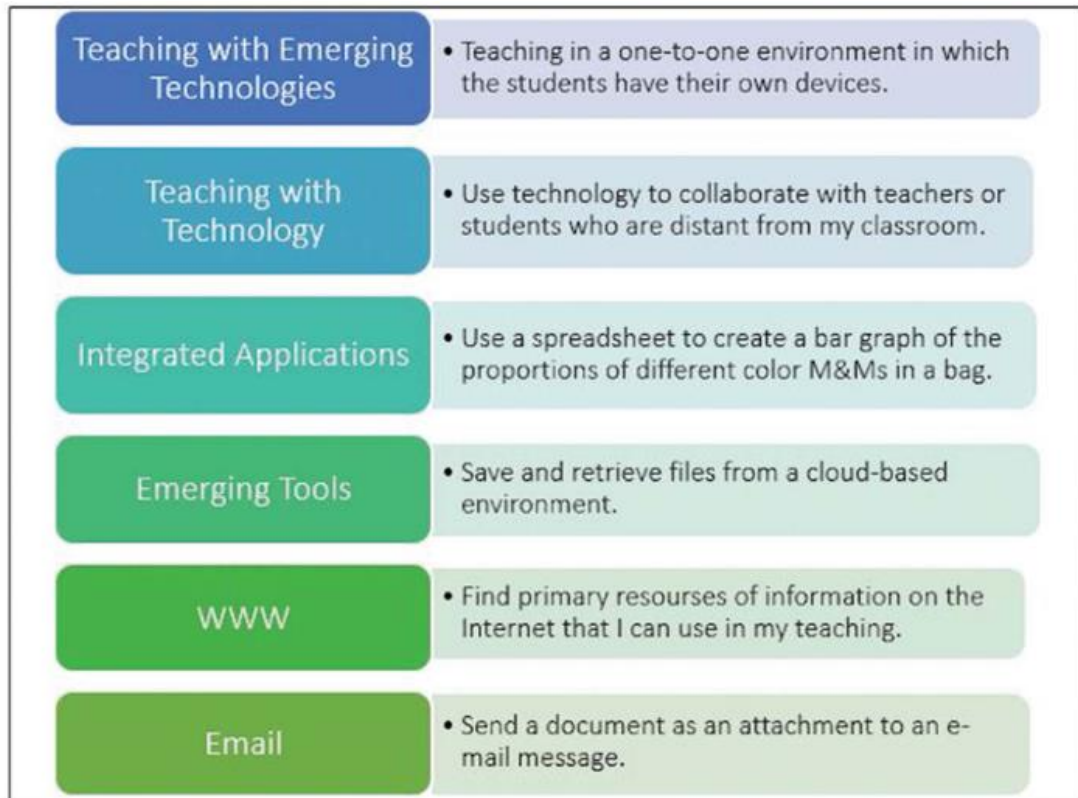 Teaching with Emerging
Technologies
• Teaching in a one-to-one environment in which
the students have their own devices.
Teaching with
Technology
• Use technology to collaborate with teachers or
students who are distant from my classroom.
Integrated Applications
• Use a spreadsheet to create a bar graph of the
proportions of different color M&Ms in a bag.
Emerging Tools
• Save and retrieve files from a cloud-based
environment.
WWW
• Find primary resourses of information on the
Internet that I can use in my teaching.
Email
• Send a document as an attachment to an e-
mail message.